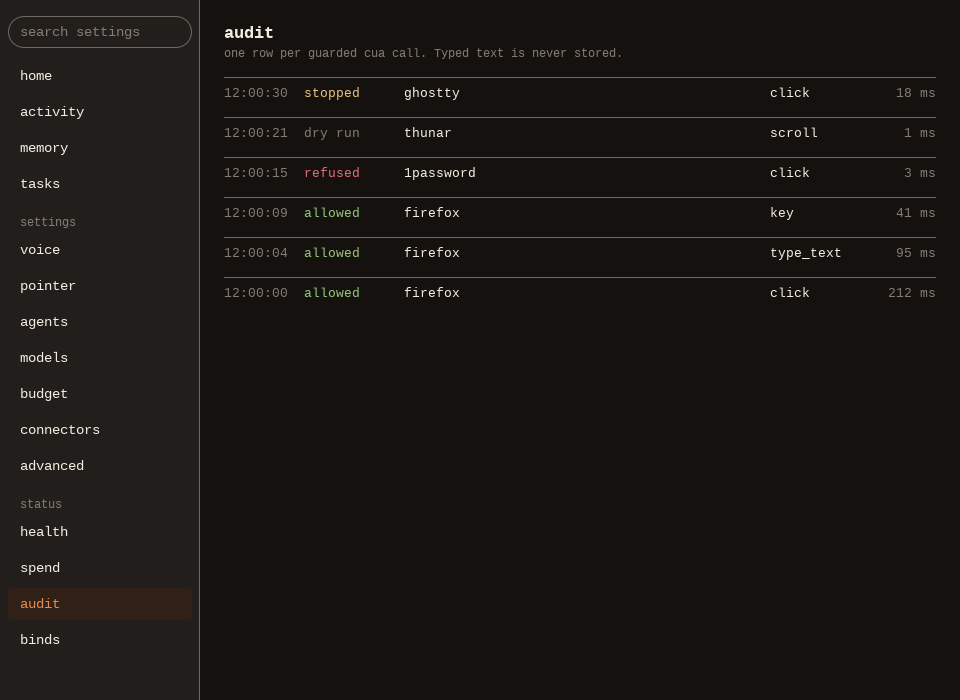 search settings
home
activity
memory
tasks
settings
voice
pointer
agents
models
budget
connectors
advanced
status
health
spend
audit
binds
audit
one row per guarded cua call. Typed text is never stored.
12:00:30 stopped ghostty click 18 ms
12:00:21 dry run thunar scroll 1 ms
12:00:15 refused 1password click 3 ms
12:00:09 allowed firefox key 41 ms
12:00:04 allowed firefox type_text 95 ms
12:00:00 allowed firefox click 212 ms